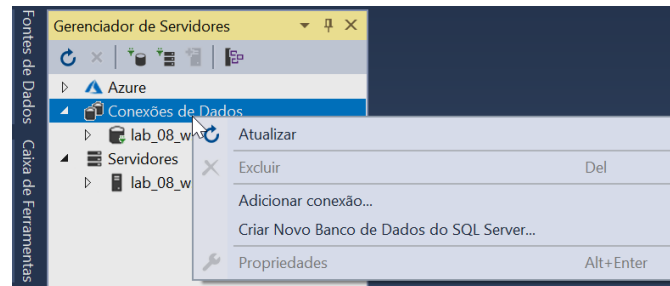 Fontes de Dados
Caixa de Ferramentas
Gerenciador de Servidores
Azure
Conexões de Dados
lab_08_w
Servidores
lab_08_w
Atualizar
Excluir Del
Adicionar conexão...
Criar Novo Banco de Dados do SQL Server...
Propriedades Alt+Enter